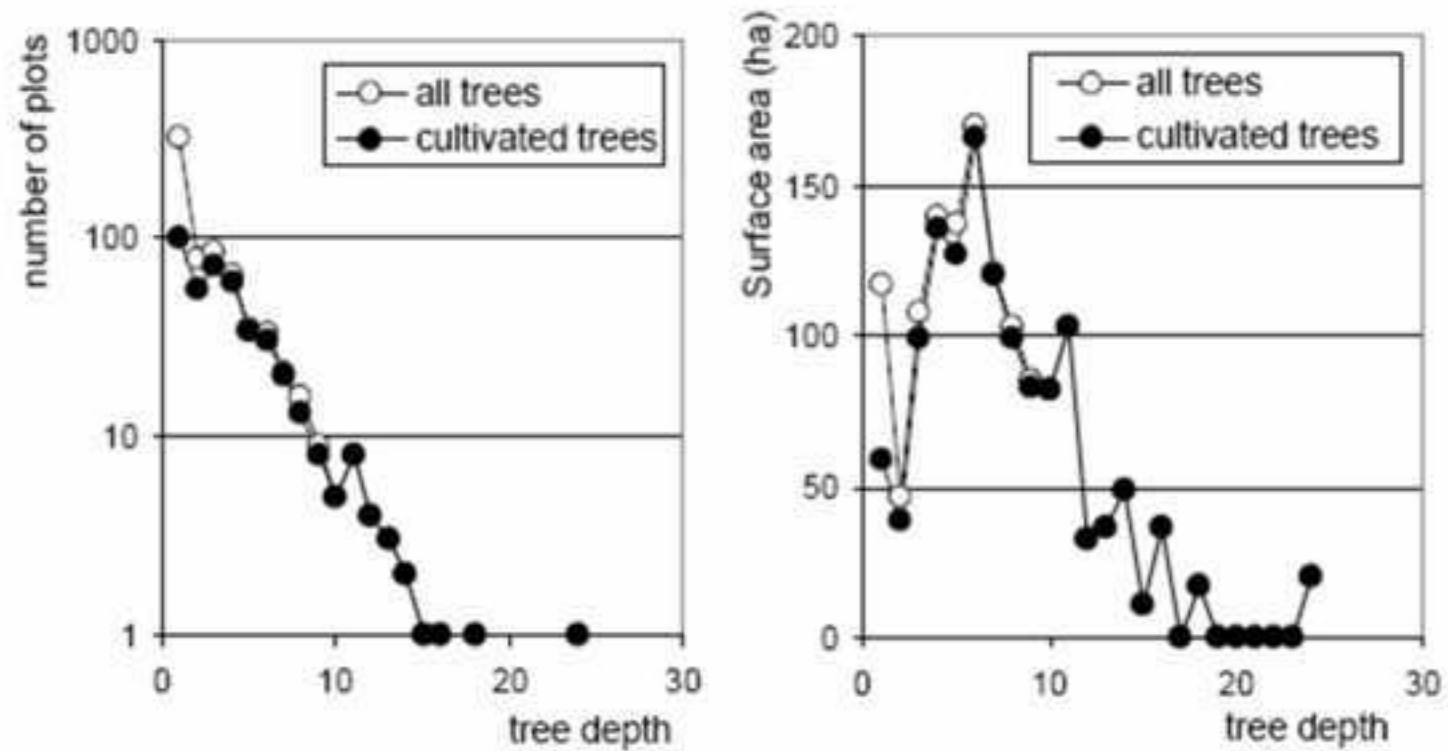 number of plots
1000
100
10
1
all trees
cultivated trees
0
10
20
30
tree depth
Surface area (ha)
200
150
100
50
0
all trees
cultivated trees
0
10
20
30
tree depth